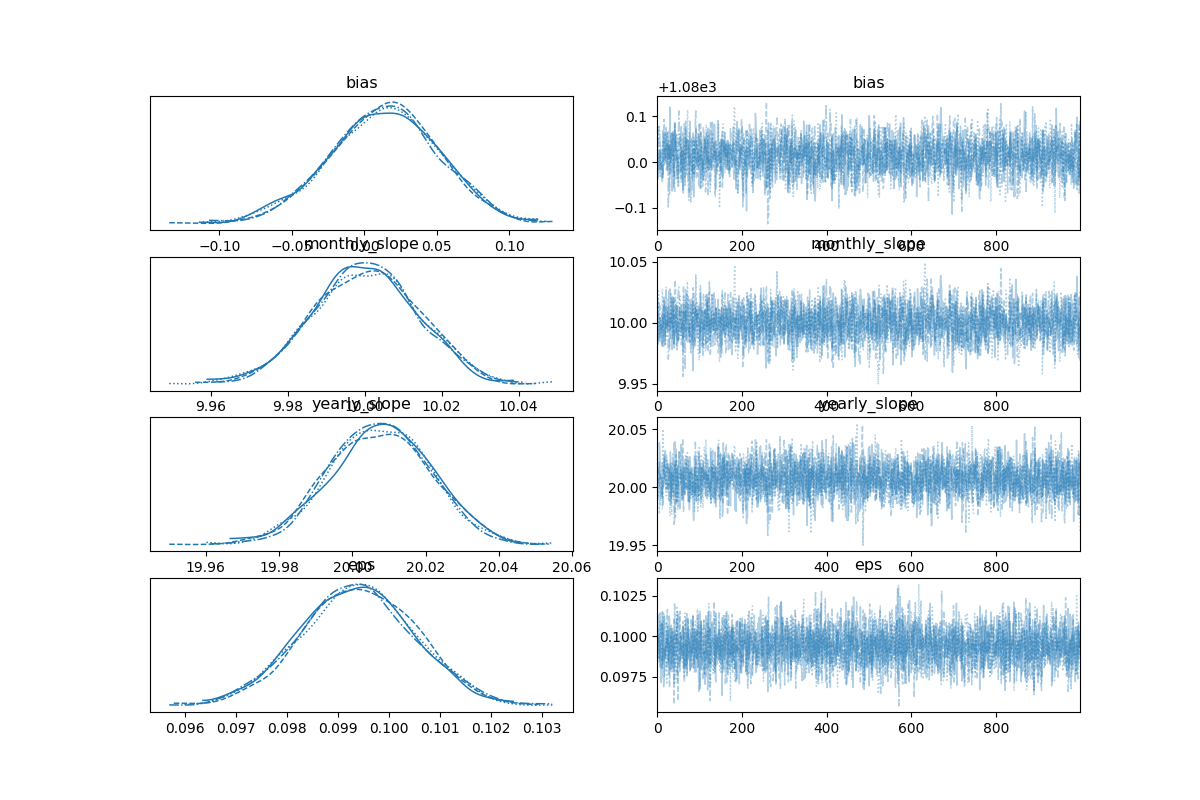 bias
−0.10 −0.05 0.00 0.05 0.10
bias
+1.08e3
0.1
0.0
−0.1
0 200 400 600 800
monthly_slope
9.96 9.98 10.00 10.02 10.04
monthly_slope
10.05
10.00
9.95
0 200 400 600 800
yearly_slope
19.96 19.98 20.00 20.02 20.04 20.06
yearly_slope
20.05
20.00
19.95
0 200 400 600 800
eps
0.096 0.097 0.098 0.099 0.100 0.101 0.102 0.103
eps
0.1025
0.1000
0.0975
0 200 400 600 800